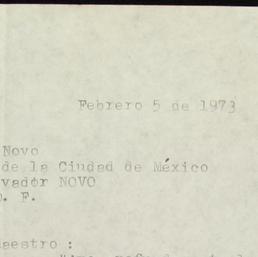 Febrero 5 de 1973
Novo
de la Ciudad de México
vador NOVO
. F.
aestro :